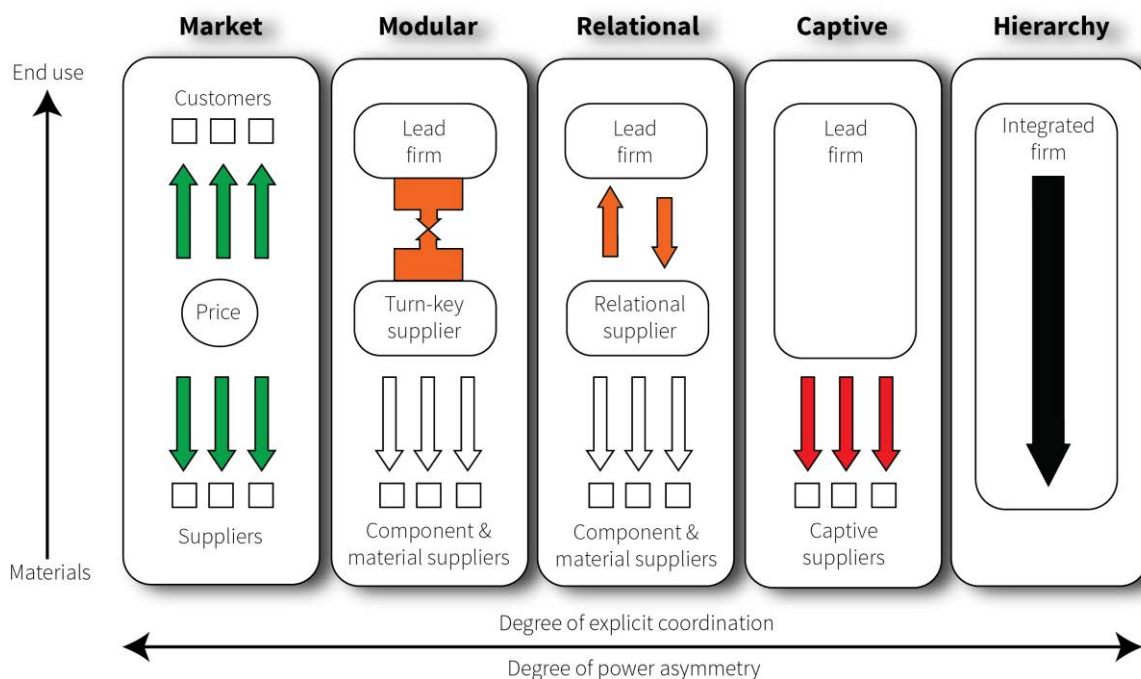 Market
Modular
Relational
Captive
Hierarchy
End use
Materials
Customers
Price
Suppliers
Lead
firm
Turn-key
supplier
Component &
material suppliers
Lead
firm
Relational
supplier
Component &
material suppliers
Lead
firm
Captive
suppliers
Integrated
firm
Degree of explicit coordination
Degree of power asymmetry